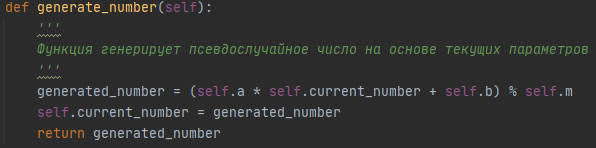 def generate_number(self):
'''
Функция генерирует псевдослучайное число на основе текущих параметров
'''
generated_number = (self.a * self.current_number + self.b) % self.m
self.current_number = generated_number
return generated_number